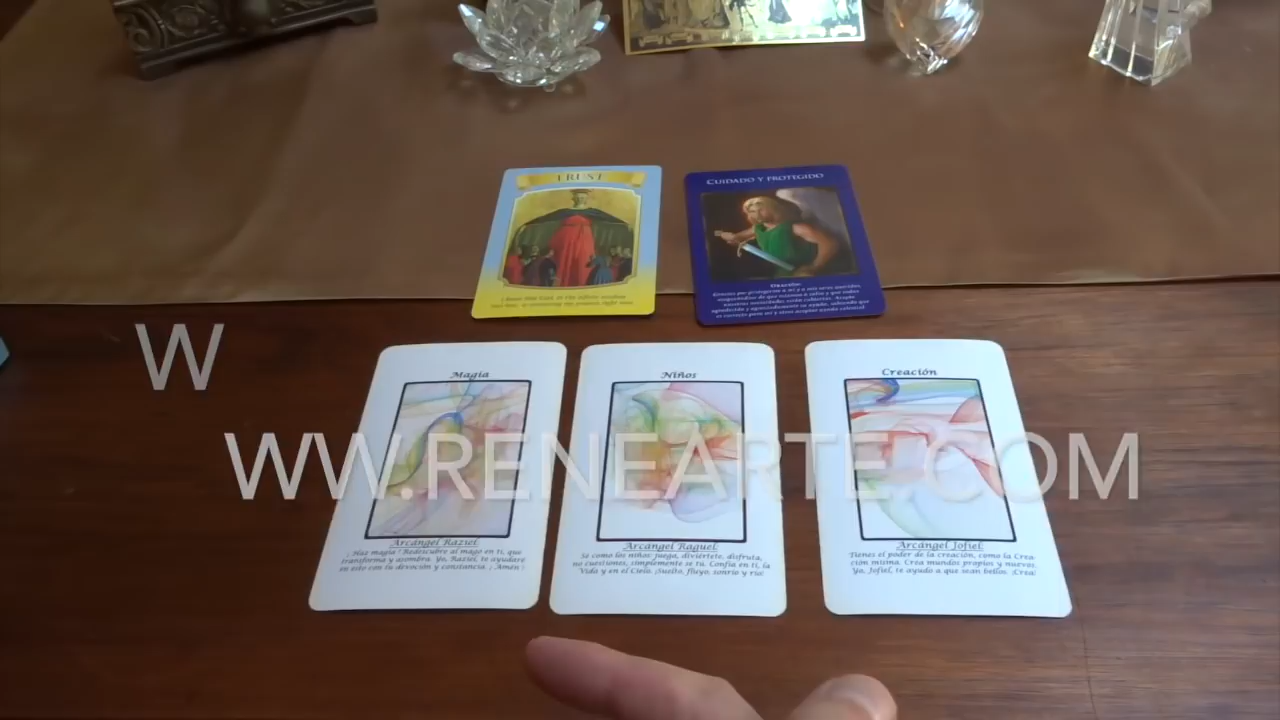 TRUST
CUIDADO Y PROTEGIDO
ORACIÓN:
W
WWW.RENEARTE.COM
Magia
Arcángel Raziel:
¡ Haz magia ! Redescubre al mago en ti, que
transforma y asombra. Yo, Raziel, te ayudaré
en esto con tu devoción y constancia. ¡ Amén !
Niños
Arcángel Raguel:
Sé como los niños: juega, diviértete, disfruta,
no cuestiones, simplemente se tú. Confía en ti, la
Vida y en el Cielo. ¡Suelta, fluye, sonríe y ríe!
Creación
Arcángel Jofiel:
Tienes el poder de la creación, como la Crea-
ción misma. Crea mundos propios y nuevos.
Yo, Jofiel, te ayudo a que sean bellos. ¡Crea!